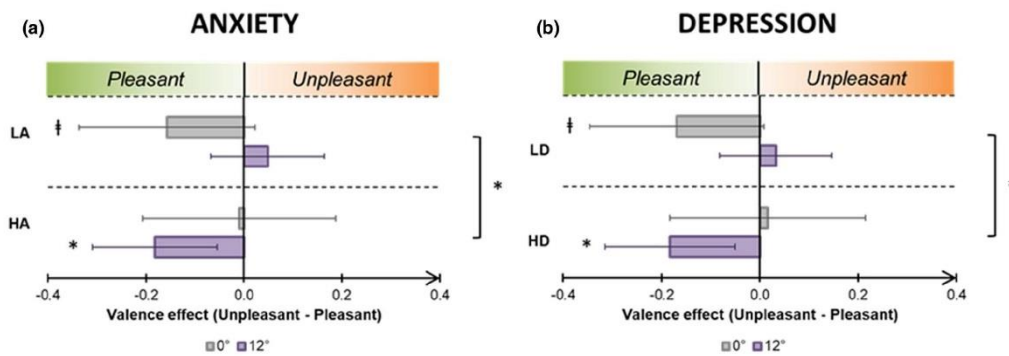 (a) ANXIETY
Pleasant Unpleasant
ǂ
LA
*
HA
*
-0.4 -0.2 0.0 0.2 0.4
Valence effect (Unpleasant - Pleasant)
0° 12°
(b) DEPRESSION
Pleasant Unpleasant
ǂ
LD
*
HD
*
-0.4 -0.2 0.0 0.2 0.4
Valence effect (Unpleasant - Pleasant)
0° 12°